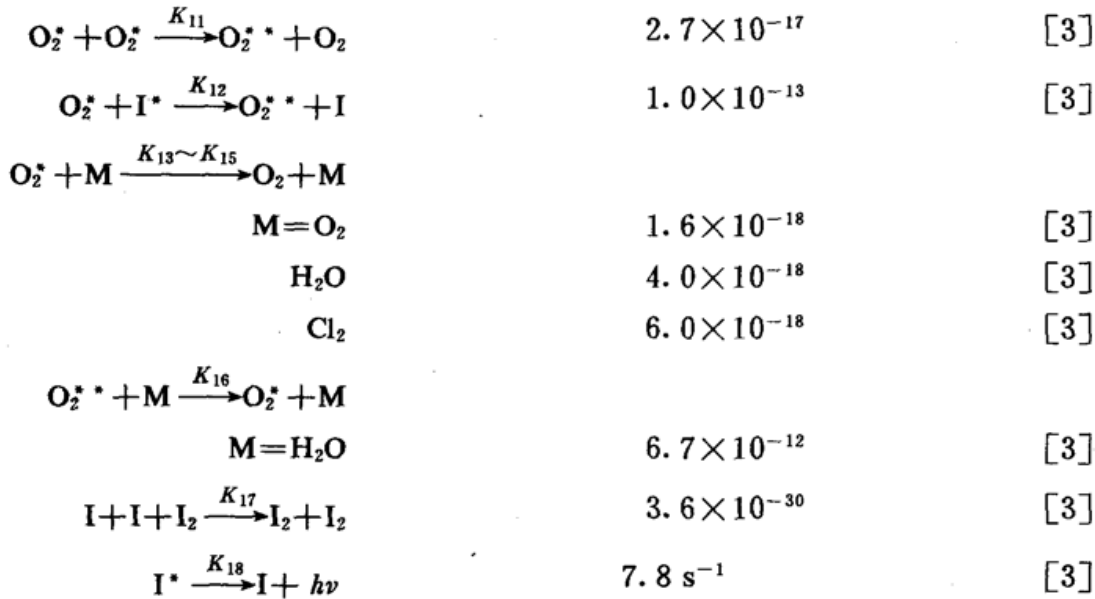 O₂* + O₂* —K₁₁→ O₂** + O₂ 2.7×10⁻¹⁷ [3]
O₂* + I* —K₁₂→ O₂** + I 1.0×10⁻¹³ [3]
O₂* + M —K₁₃~K₁₅→ O₂ + M
M=O₂ 1.6×10⁻¹⁸ [3]
H₂O 4.0×10⁻¹⁸ [3]
Cl₂ 6.0×10⁻¹⁸ [3]
O₂** + M —K₁₆→ O₂* + M
M=H₂O 6.7×10⁻¹² [3]
I+I+I₂ —K₁₇→ I₂+I₂ 3.6×10⁻³⁰ [3]
I* —K₁₈→ I+ hν 7.8 s⁻¹ [3]